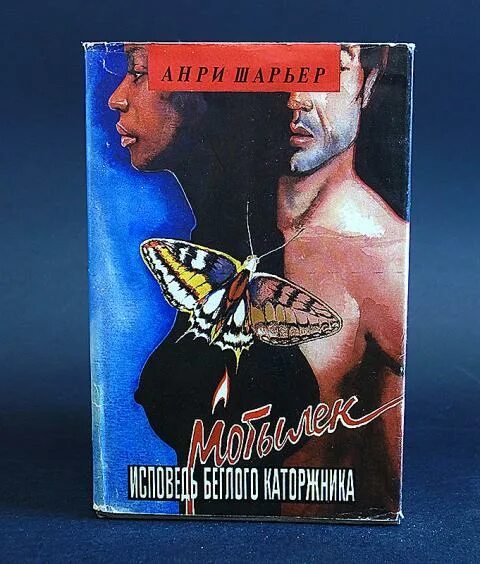 АНРИ ШАРЬЕР
Мотылек
ИСПОВЕДЬ БЕГЛОГО КАТОРЖНИКА